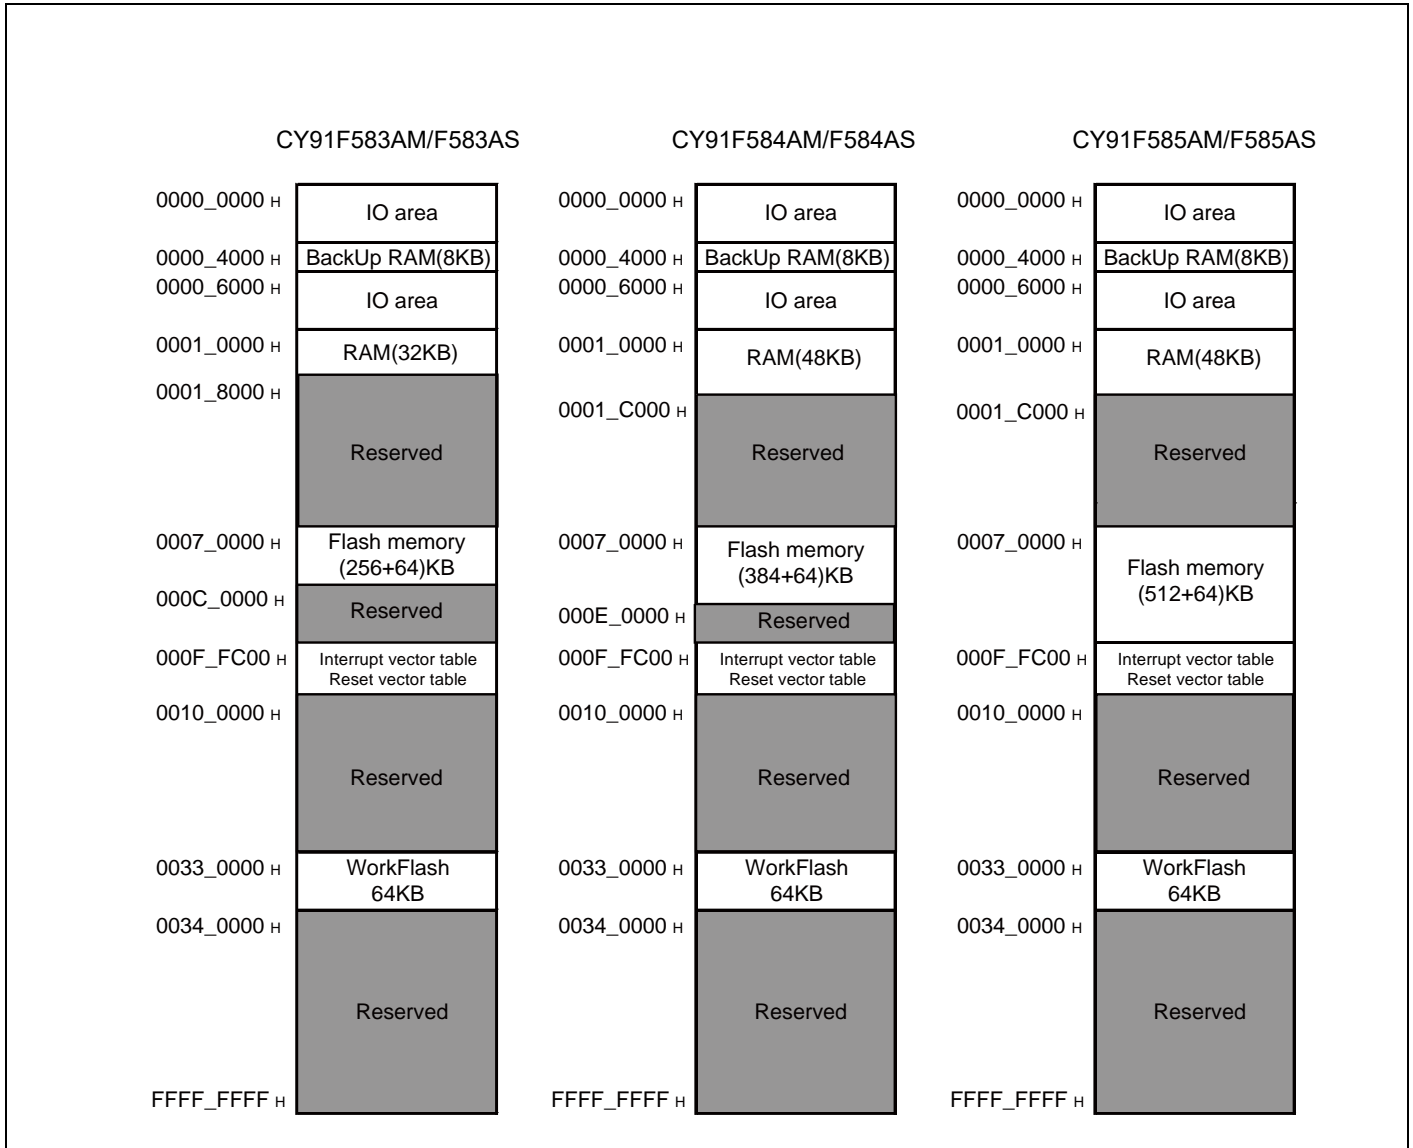 CY91F583AM/F583AS
0000_0000 H
IO area
0000_4000 H
BackUp RAM(8KB)
0000_6000 H
IO area
0001_0000 H
RAM(32KB)
0001_8000 H
Reserved
0007_0000 H
Flash memory
(256+64)KB
000C_0000 H
Reserved
000F_FC00 H
Interrupt vector table
Reset vector table
0010_0000 H
Reserved
0033_0000 H
WorkFlash
64KB
0034_0000 H
Reserved
FFFF_FFFF H
CY91F584AM/F584AS
0000_0000 H
IO area
0000_4000 H
BackUp RAM(8KB)
0000_6000 H
IO area
0001_0000 H
RAM(48KB)
0001_C000 H
Reserved
0007_0000 H
Flash memory
(384+64)KB
000E_0000 H
Reserved
000F_FC00 H
Interrupt vector table
Reset vector table
0010_0000 H
Reserved
0033_0000 H
WorkFlash
64KB
0034_0000 H
Reserved
FFFF_FFFF H
CY91F585AM/F585AS
0000_0000 H
IO area
0000_4000 H
BackUp RAM(8KB)
0000_6000 H
IO area
0001_0000 H
RAM(48KB)
0001_C000 H
Reserved
0007_0000 H
Flash memory
(512+64)KB
000F_FC00 H
Interrupt vector table
Reset vector table
0010_0000 H
Reserved
0033_0000 H
WorkFlash
64KB
0034_0000 H
Reserved
FFFF_FFFF H